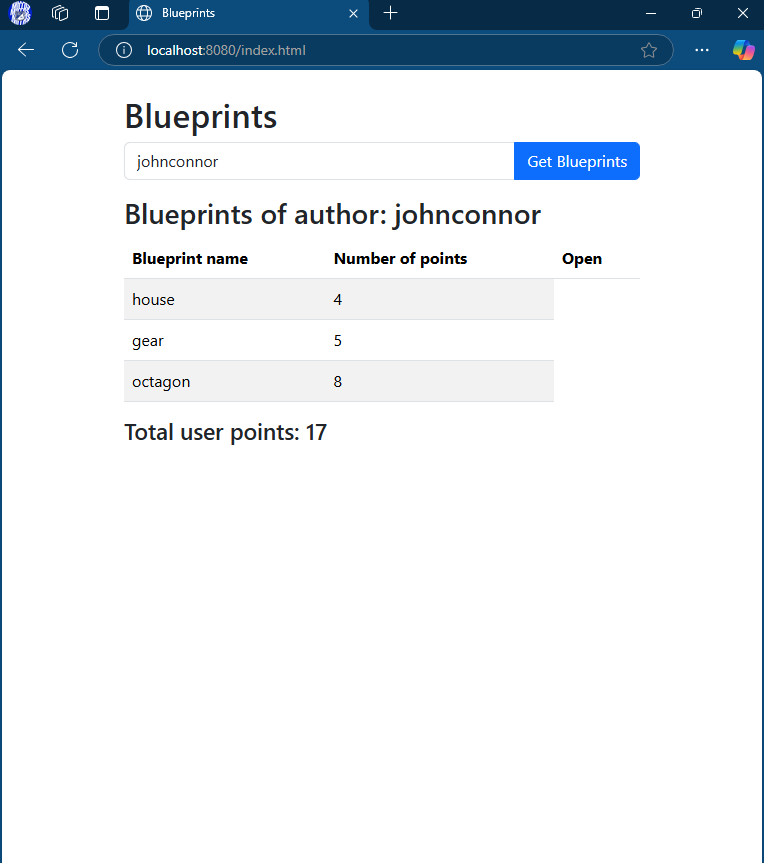 Blueprints
localhost:8080/index.html
Blueprints
johnconnor Get Blueprints
Blueprints of author: johnconnor
Blueprint name Number of points Open
house 4
gear 5
octagon 8
Total user points: 17